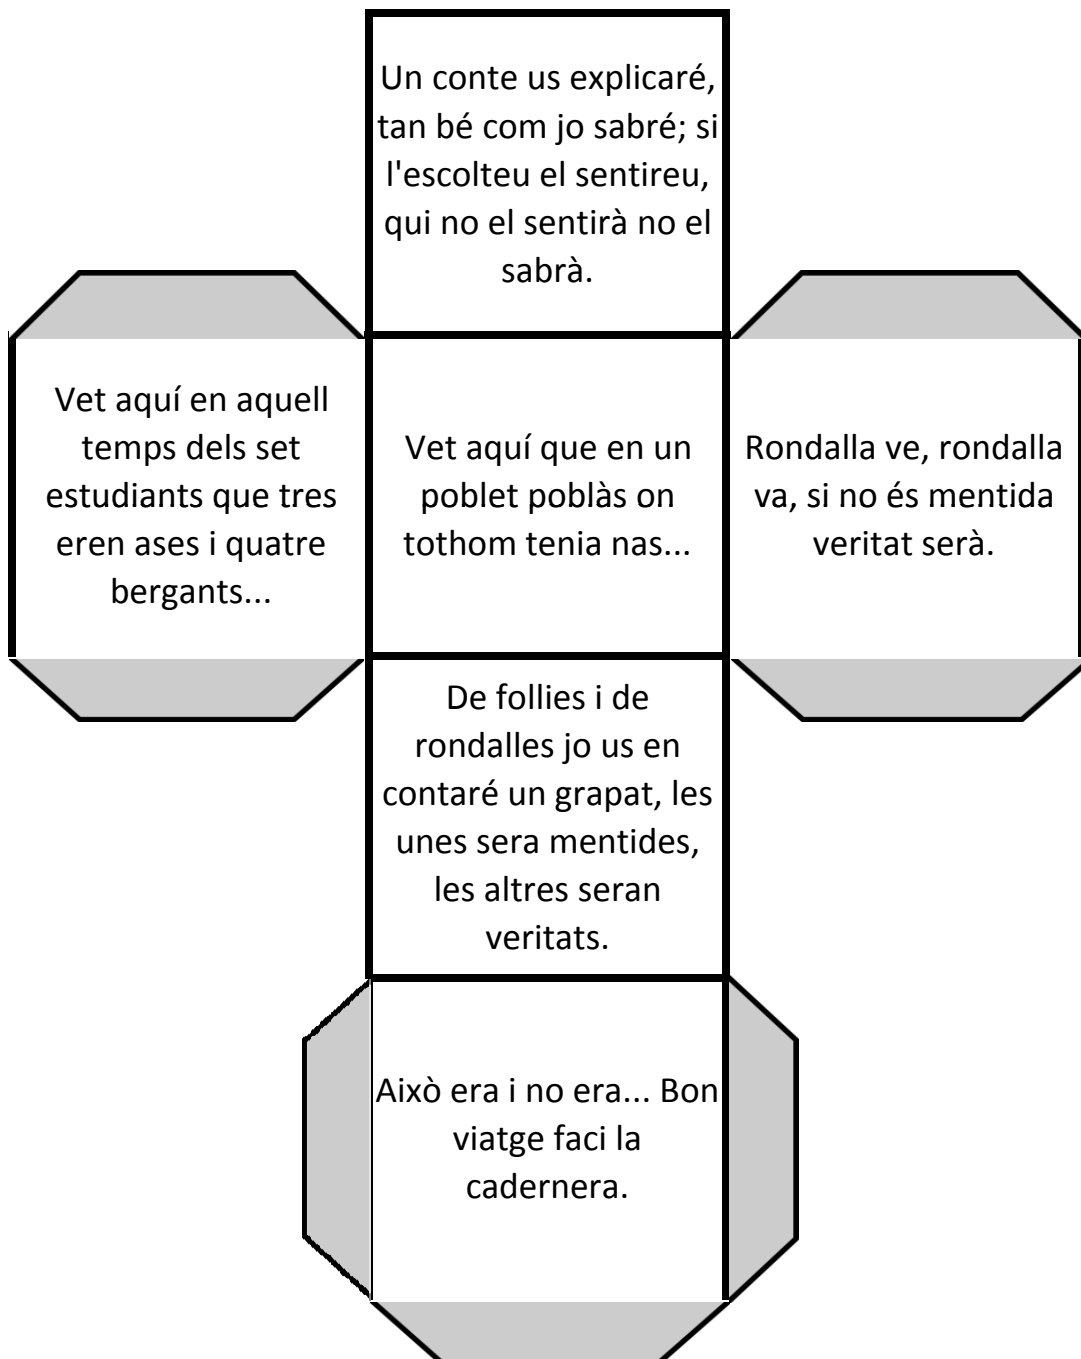 Un conte us explicaré,
tan bé com jo sabré; si
l'escolteu el sentireu,
qui no el sentirà no el
sabrà.
Vet aquí en aquell
temps dels set
estudiants que tres
eren ases i quatre
bergants...
Vet aquí que en un
poblet poblàs on
tothom tenia nas...
Rondalla ve, rondalla
va, si no és mentida
veritat serà.
De follies i de
rondalles jo us en
contaré un grapat, les
unes sera mentides,
les altres seran
veritats.
Això era i no era... Bon
viatge faci la
cadernera.